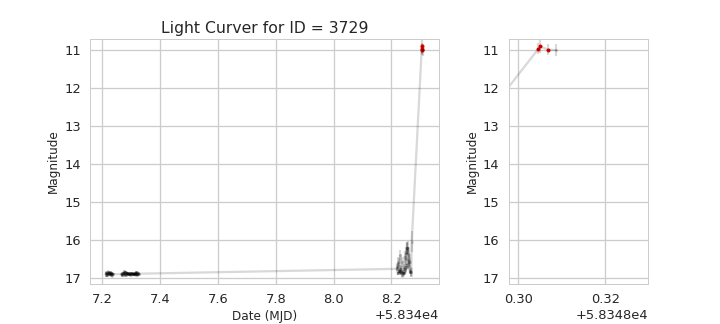 Light Curver for ID = 3729
Magnitude
11
12
13
14
15
16
17
7.2 7.4 7.6 7.8 8.0 8.2
Date (MJD) +5.834e4
Magnitude
11
12
13
14
15
16
17
0.30 0.32
+5.8348e4